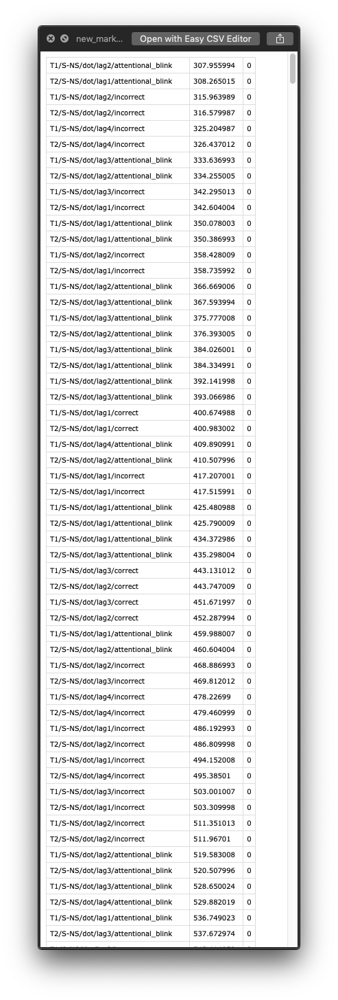 new_mark... Open with Easy CSV Editor
T1/S-NS/dot/lag2/attentional_blink 307.955994 0
T2/S-NS/dot/lag1/attentional_blink 308.265015 0
T1/S-NS/dot/lag2/incorrect 315.963989 0
T2/S-NS/dot/lag2/incorrect 316.579987 0
T1/S-NS/dot/lag4/incorrect 325.204987 0
T2/S-NS/dot/lag4/incorrect 326.437012 0
T1/S-NS/dot/lag3/attentional_blink 333.636993 0
T2/S-NS/dot/lag2/attentional_blink 334.255005 0
T1/S-NS/dot/lag3/incorrect 342.295013 0
T2/S-NS/dot/lag1/incorrect 342.604004 0
T1/S-NS/dot/lag1/attentional_blink 350.078003 0
T2/S-NS/dot/lag1/attentional_blink 350.386993 0
T1/S-NS/dot/lag2/incorrect 358.428009 0
T2/S-NS/dot/lag1/incorrect 358.735992 0
T1/S-NS/dot/lag2/attentional_blink 366.669006 0
T2/S-NS/dot/lag3/attentional_blink 367.593994 0
T1/S-NS/dot/lag3/attentional_blink 375.777008 0
T2/S-NS/dot/lag2/attentional_blink 376.393005 0
T1/S-NS/dot/lag3/attentional_blink 384.026001 0
T2/S-NS/dot/lag1/attentional_blink 384.334991 0
T1/S-NS/dot/lag2/attentional_blink 392.141998 0
T2/S-NS/dot/lag3/attentional_blink 393.066986 0
T1/S-NS/dot/lag1/correct 400.674988 0
T2/S-NS/dot/lag1/correct 400.983002 0
T1/S-NS/dot/lag4/attentional_blink 409.890991 0
T2/S-NS/dot/lag2/attentional_blink 410.507996 0
T1/S-NS/dot/lag1/incorrect 417.207001 0
T2/S-NS/dot/lag1/incorrect 417.515991 0
T1/S-NS/dot/lag1/attentional_blink 425.480988 0
T2/S-NS/dot/lag1/attentional_blink 425.790009 0
T1/S-NS/dot/lag1/attentional_blink 434.372986 0
T2/S-NS/dot/lag3/attentional_blink 435.298004 0
T1/S-NS/dot/lag3/correct 443.131012 0
T2/S-NS/dot/lag2/correct 443.747009 0
T1/S-NS/dot/lag3/correct 451.671997 0
T2/S-NS/dot/lag2/correct 452.287994 0
T1/S-NS/dot/lag1/attentional_blink 459.988007 0
T2/S-NS/dot/lag2/attentional_blink 460.604004 0
T1/S-NS/dot/lag2/incorrect 468.886993 0
T2/S-NS/dot/lag3/incorrect 469.812012 0
T1/S-NS/dot/lag4/incorrect 478.22699 0
T2/S-NS/dot/lag4/incorrect 479.460999 0
T1/S-NS/dot/lag1/incorrect 486.192993 0
T2/S-NS/dot/lag2/incorrect 486.809998 0
T1/S-NS/dot/lag1/incorrect 494.152008 0
T2/S-NS/dot/lag4/incorrect 495.38501 0
T1/S-NS/dot/lag3/incorrect 503.001007 0
T2/S-NS/dot/lag1/incorrect 503.309998 0
T1/S-NS/dot/lag2/incorrect 511.351013 0
T2/S-NS/dot/lag2/incorrect 511.96701 0
T1/S-NS/dot/lag2/attentional_blink 519.583008 0
T2/S-NS/dot/lag3/attentional_blink 520.507996 0
T1/S-NS/dot/lag3/attentional_blink 528.650024 0
T2/S-NS/dot/lag4/attentional_blink 529.882019 0
T1/S-NS/dot/lag1/attentional_blink 536.749023 0
T2/S-NS/dot/lag3/attentional_blink 537.672974 0